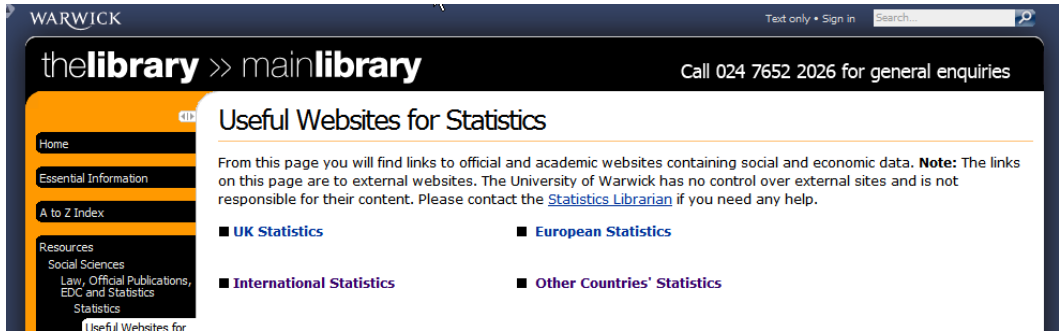 WARWICK
Text only • Sign in
Search...
thelibrary >> mainlibrary
Call 024 7652 2026 for general enquiries
Home
Essential Information
A to Z Index
Resources
Social Sciences
Law, Official Publications,
EDC and Statistics
Statistics
Useful Websites for
Useful Websites for Statistics
From this page you will find links to official and academic websites containing social and economic data. Note: The links
on this page are to external websites. The University of Warwick has no control over external sites and is not
responsible for their content. Please contact the Statistics Librarian if you need any help.
UK Statistics
European Statistics
International Statistics
Other Countries' Statistics